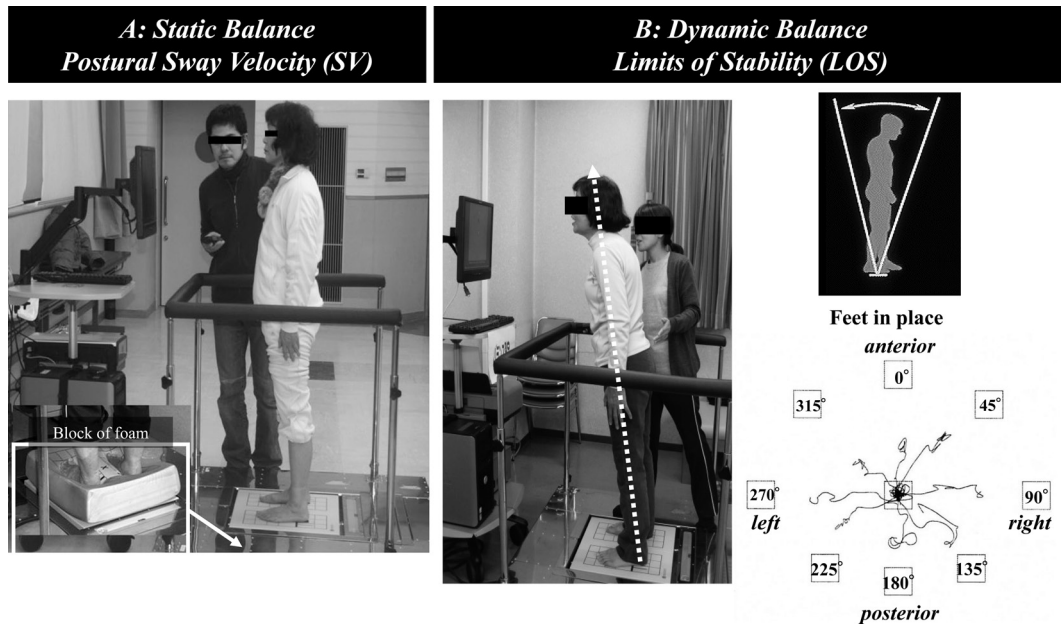 A: Static Balance
Postural Sway Velocity (SV)
B: Dynamic Balance
Limits of Stability (LOS)
Block of foam
Feet in place
anterior
0°
315°
45°
270°
90°
left
right
225°
135°
180°
posterior